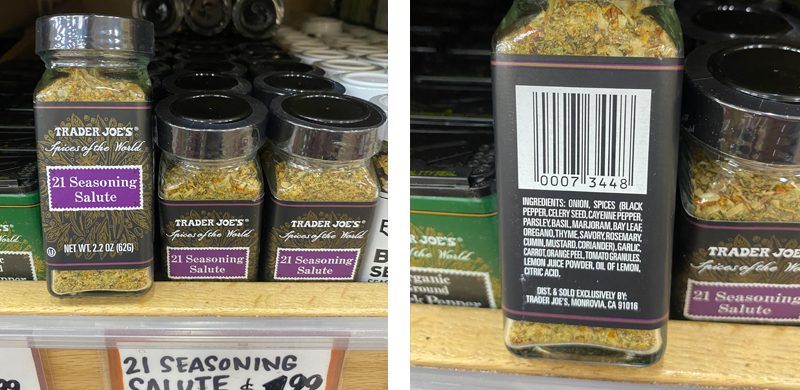 TRADER JOE'S®
Spices of the World
21 Seasoning
Salute
NET WT. 2.2 OZ (62G)
TRADER JOE'S®
Spices of the World
21 Seasoning
Salute
TRADER JOE'S®
Spices of the World
21 Seasoning
Salute
21 SEASONING
SALUTE
99
99
0007 3448
INGREDIENTS: ONION, SPICES (BLACK
PEPPER, CELERY SEED, CAYENNE PEPPER,
PARSLEY, BASIL, MARJORAM, BAY LEAF
OREGANO, THYME, SAVORY, ROSEMARY,
CUMIN, MUSTARD, CORIANDER), GARLIC,
CARROT, ORANGE PEEL, TOMATO GRANULES,
LEMON JUICE POWDER, OIL OF LEMON,
CITRIC ACID.
DIST. & SOLD EXCLUSIVELY BY:
TRADER JOE'S, MONROVIA, CA 91016
TRADER JOE'S
Spices of the World
21 Seasoning
Salute